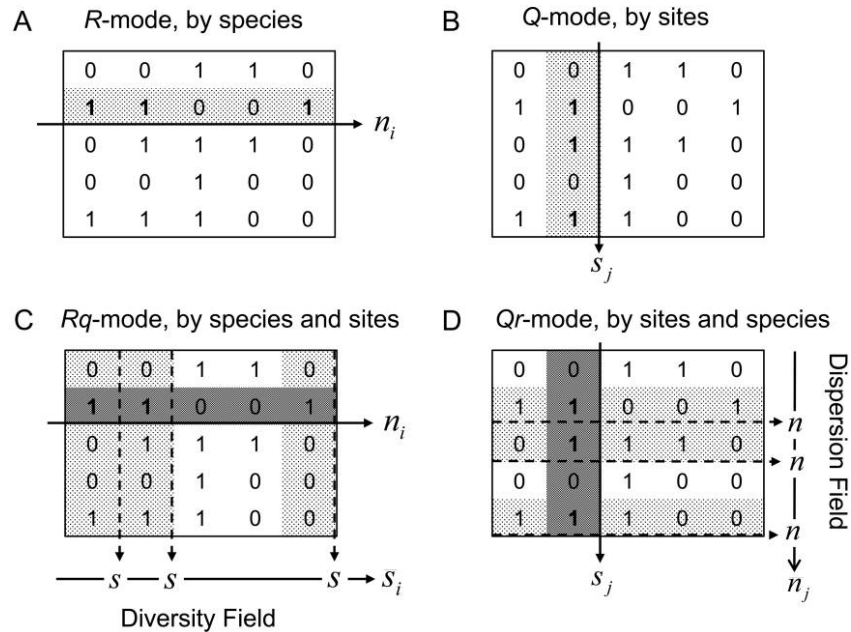 A R-mode, by species
0 0 1 1 0
1 1 0 0 1
n_i
0 1 1 1 0
0 0 1 0 0
1 1 1 0 0
B Q-mode, by sites
0 0 1 1 0
1 1 0 0 1
0 1 1 1 0
0 0 1 0 0
1 1 1 0 0
s_j
C Rq-mode, by species and sites
0 0 1 1 0
1 1 0 0 1
n_i
0 1 1 1 0
0 0 1 0 0
1 1 1 0 0
s s s s̄_i
Diversity Field
D Qr-mode, by sites and species
0 0 1 1 0
1 1 0 0 1
n
0 1 1 1 0
n
0 0 1 0 0
1 1 1 0 0
n
s_j
n_j
Dispersion Field